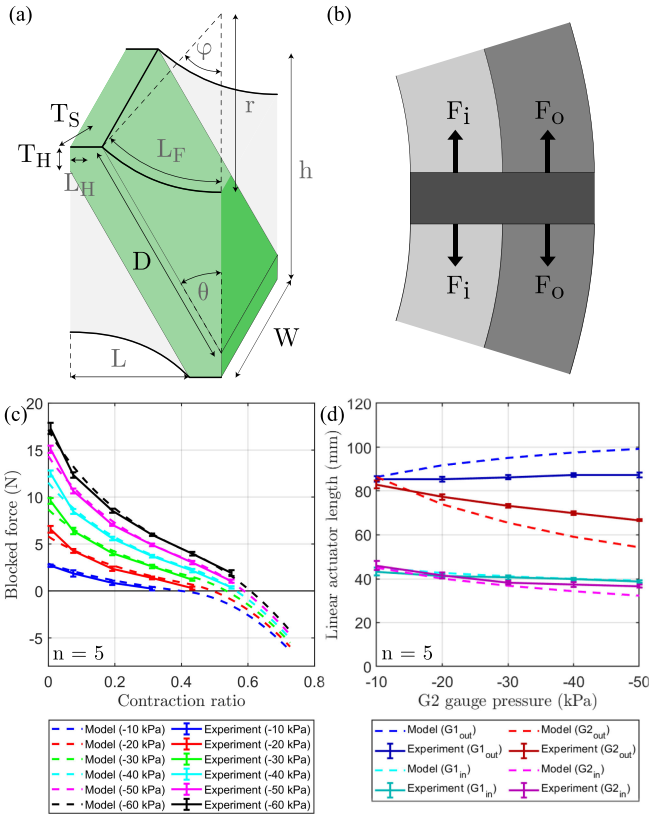 (a)
φ
r
T_S
L_F
T_H
L_H
h
D
θ
W
L
(b)
F_i
F_o
F_i
F_o
(c)
20
15
10
5
0
-5
Blocked force (N)
n = 5
0
0.2
0.4
0.6
0.8
Contraction ratio
Model (-10 kPa)
Experiment (-10 kPa)
Model (-20 kPa)
Experiment (-20 kPa)
Model (-30 kPa)
Experiment (-30 kPa)
Model (-40 kPa)
Experiment (-40 kPa)
Model (-50 kPa)
Experiment (-50 kPa)
Model (-60 kPa)
Experiment (-60 kPa)
(d)
120
100
80
60
40
20
0
Linear actuator length (mm)
n = 5
-10
-20
-30
-40
-50
G2 gauge pressure (kPa)
Model (G1_out)
Model (G2_out)
Experiment (G1_out)
Experiment (G2_out)
Model (G1_in)
Model (G2_in)
Experiment (G1_in)
Experiment (G2_in)